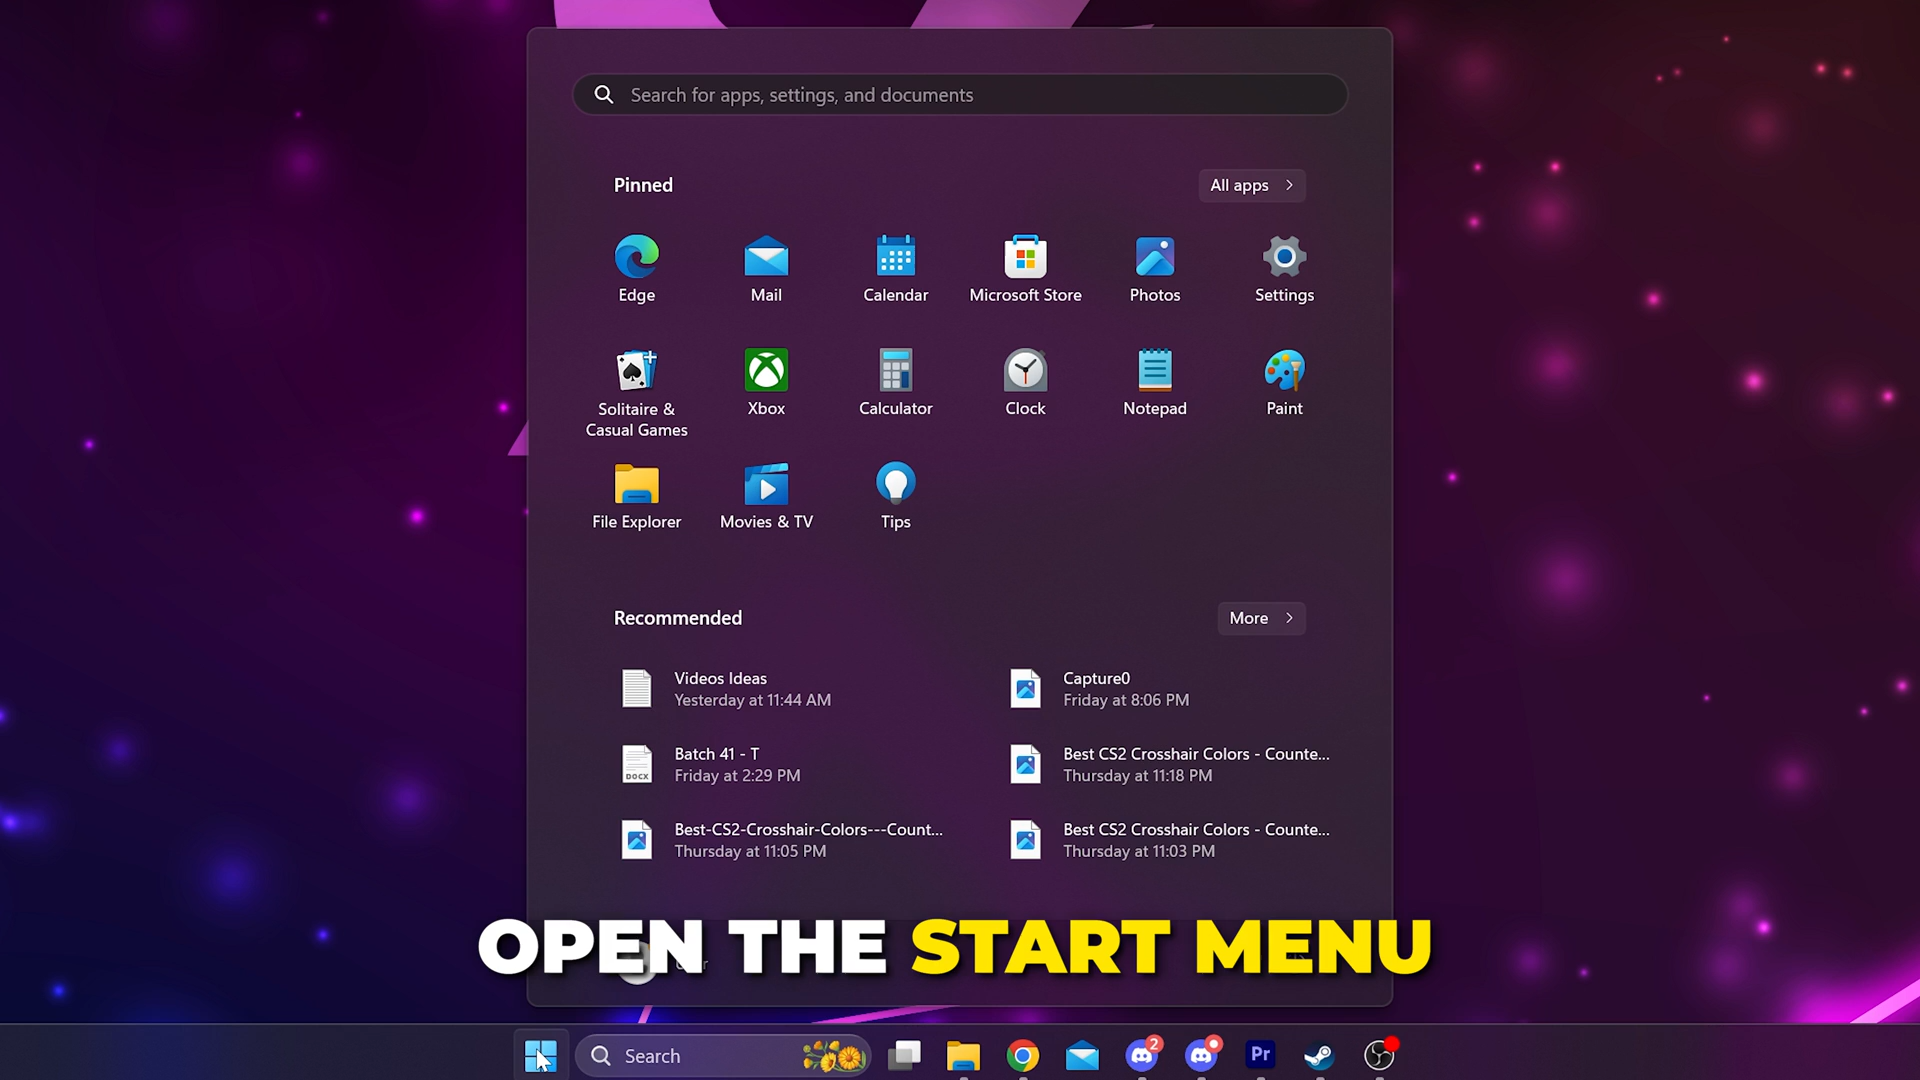 Search for apps, settings, and documents
Pinned
All apps
Edge
Mail
Calendar
Microsoft Store
Photos
Settings
Solitaire &
Casual Games
Xbox
Calculator
Clock
Notepad
Paint
File Explorer
Movies & TV
Tips
Recommended
More
Videos Ideas
Yesterday at 11:44 AM
Capture0
Friday at 8:06 PM
DOCX
Batch 41 - T
Friday at 2:29 PM
Best CS2 Crosshair Colors - Counte...
Thursday at 11:18 PM
Best-CS2-Crosshair-Colors---Count...
Thursday at 11:05 PM
Best CS2 Crosshair Colors - Counte...
Thursday at 11:03 PM
OPEN THE START MENU
Search
2
Pr